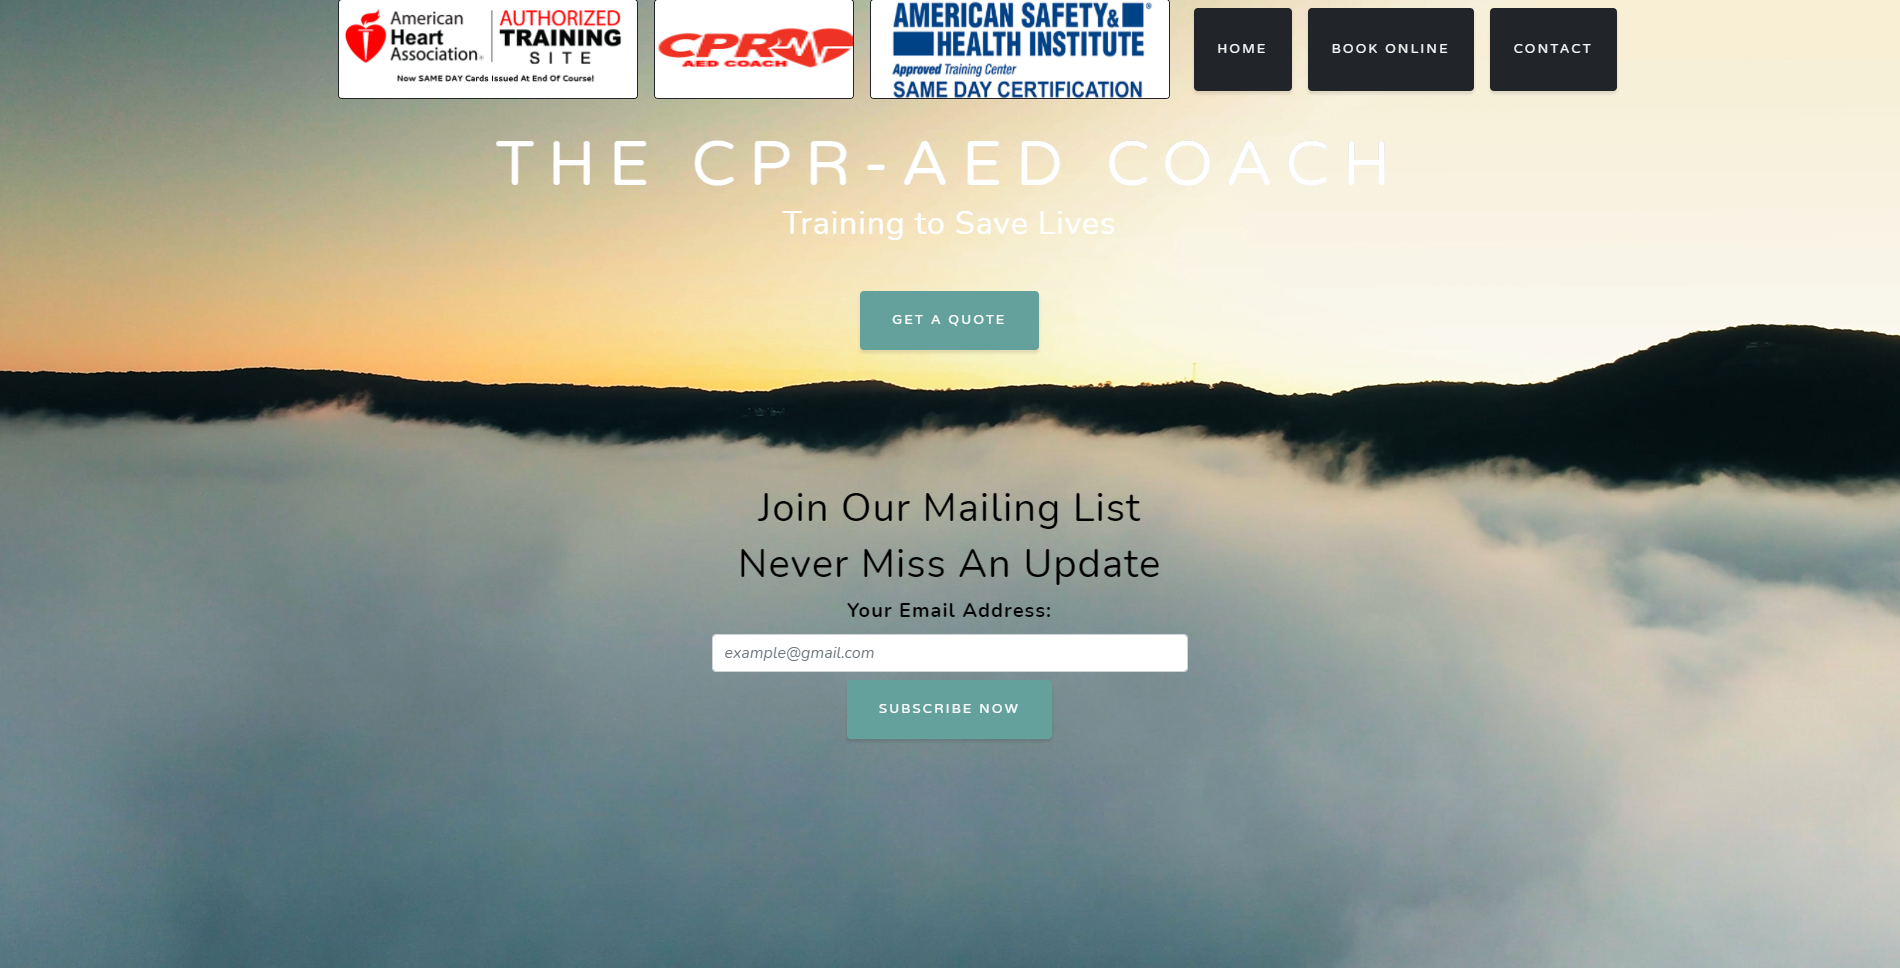 American
Heart
Association®
AUTHORIZED
TRAINING
SITE
Now SAME DAY Cards Issued At End Of Course!
CPR
AED COACH
AMERICAN SAFETY&
HEALTH INSTITUTE®
Approved Training Center
SAME DAY CERTIFICATION
HOME
BOOK ONLINE
CONTACT
THE CPR-AED COACH
Training to Save Lives
GET A QUOTE
Join Our Mailing List
Never Miss An Update
Your Email Address:
example@gmail.com
SUBSCRIBE NOW